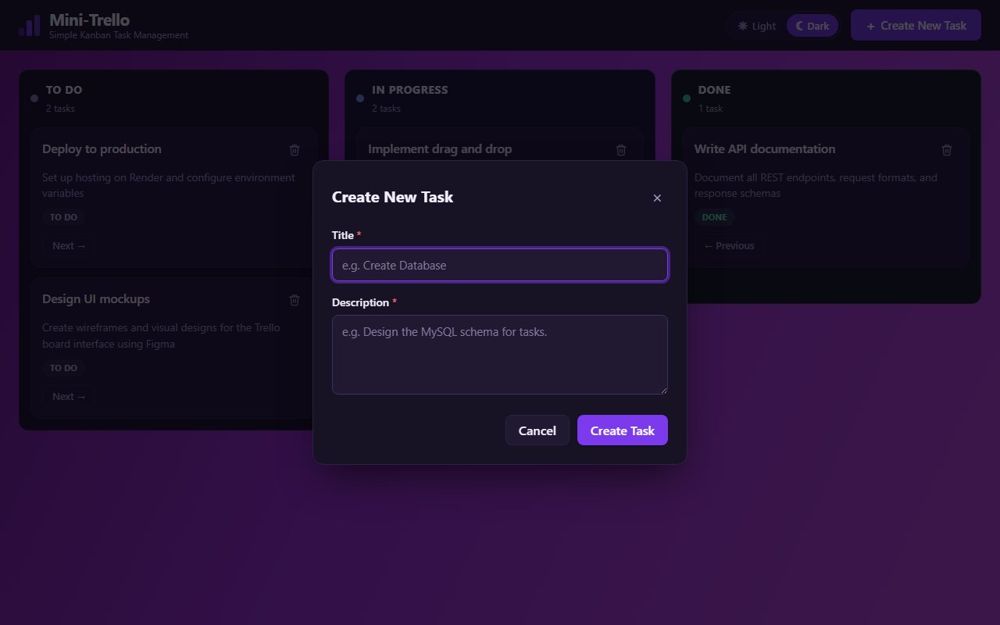 Mini-Trello
Simple Kanban Task Management
Light
Dark
+ Create New Task
TO DO
2 tasks
Deploy to production
Set up hosting on Render and configure environment
variables
TO DO
Next →
Design UI mockups
Create wireframes and visual designs for the Trello
board interface using Figma
TO DO
Next →
IN PROGRESS
2 tasks
Implement drag and drop
DONE
1 task
Write API documentation
Document all REST endpoints, request formats, and
response schemas
DONE
← Previous
Create New Task
×
Title *
e.g. Create Database
Description *
e.g. Design the MySQL schema for tasks.
Cancel
Create Task